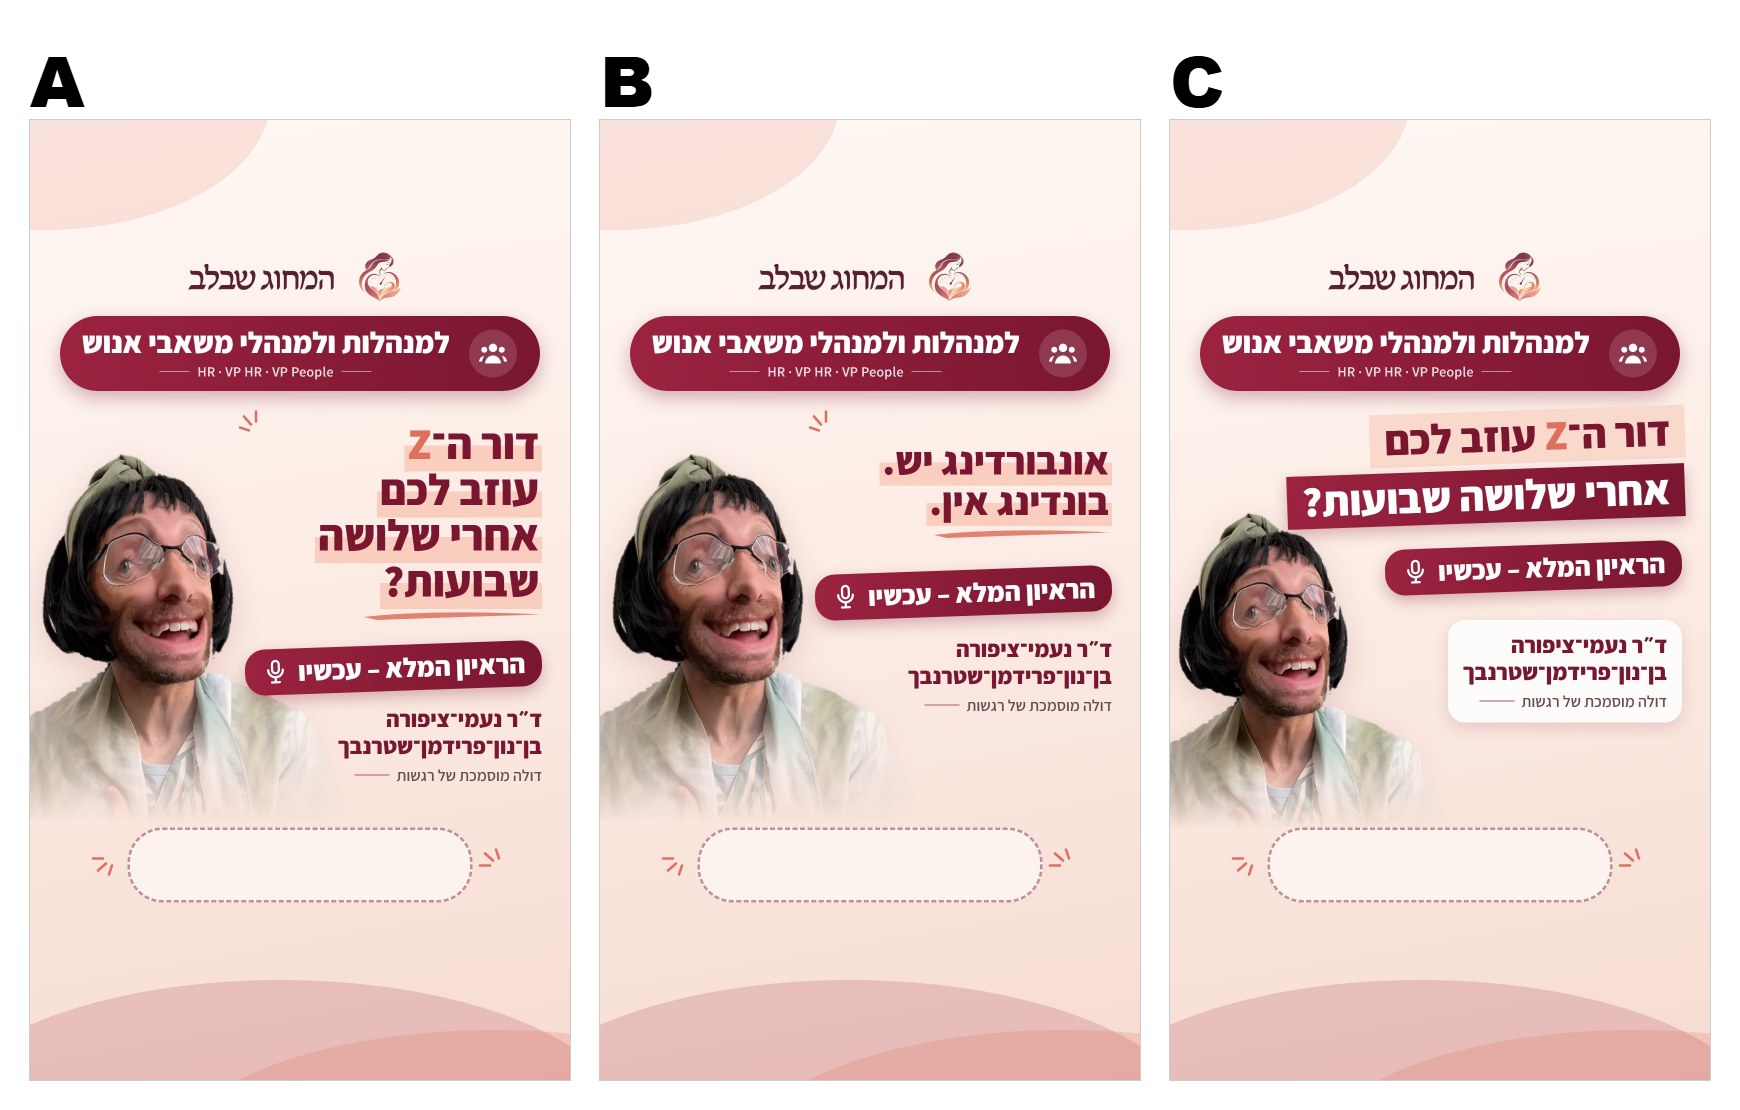 A
המחוג שבלב
למנהלות ולמנהלי משאבי אנוש
HR · VP HR · VP People
דור ה־Z
עוזב לכם
אחרי שלושה
שבועות?
הראיון המלא – עכשיו
ד״ר נעמי־ציפורה
בן־נון־פרידמן־שטרנבך
דולה מוסמכת של רגשות
B
המחוג שבלב
למנהלות ולמנהלי משאבי אנוש
HR · VP HR · VP People
אונבורדינג יש.
בונדינג אין.
הראיון המלא – עכשיו
ד״ר נעמי־ציפורה
בן־נון־פרידמן־שטרנבך
דולה מוסמכת של רגשות
C
המחוג שבלב
למנהלות ולמנהלי משאבי אנוש
HR · VP HR · VP People
דור ה־Z עוזב לכם
אחרי שלושה שבועות?
הראיון המלא – עכשיו
ד״ר נעמי־ציפורה
בן־נון־פרידמן־שטרנבך
דולה מוסמכת של רגשות